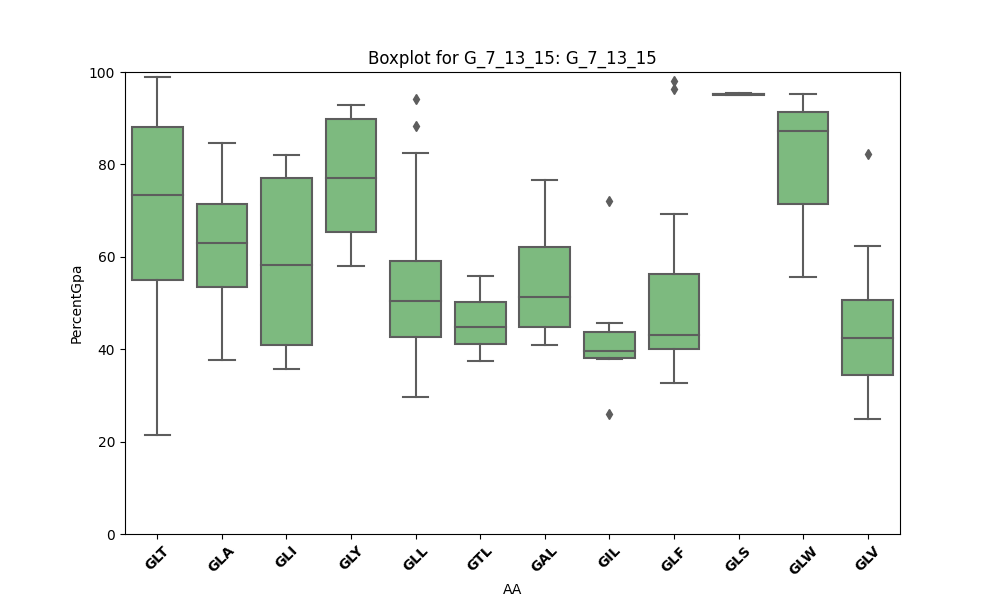 Boxplot for G_7_13_15: G_7_13_15
100
80
60
40
20
0
PercentGpa
GLT GLA GLI GLY GLL GTL GAL GIL GLF GLS GLW GLV
AA